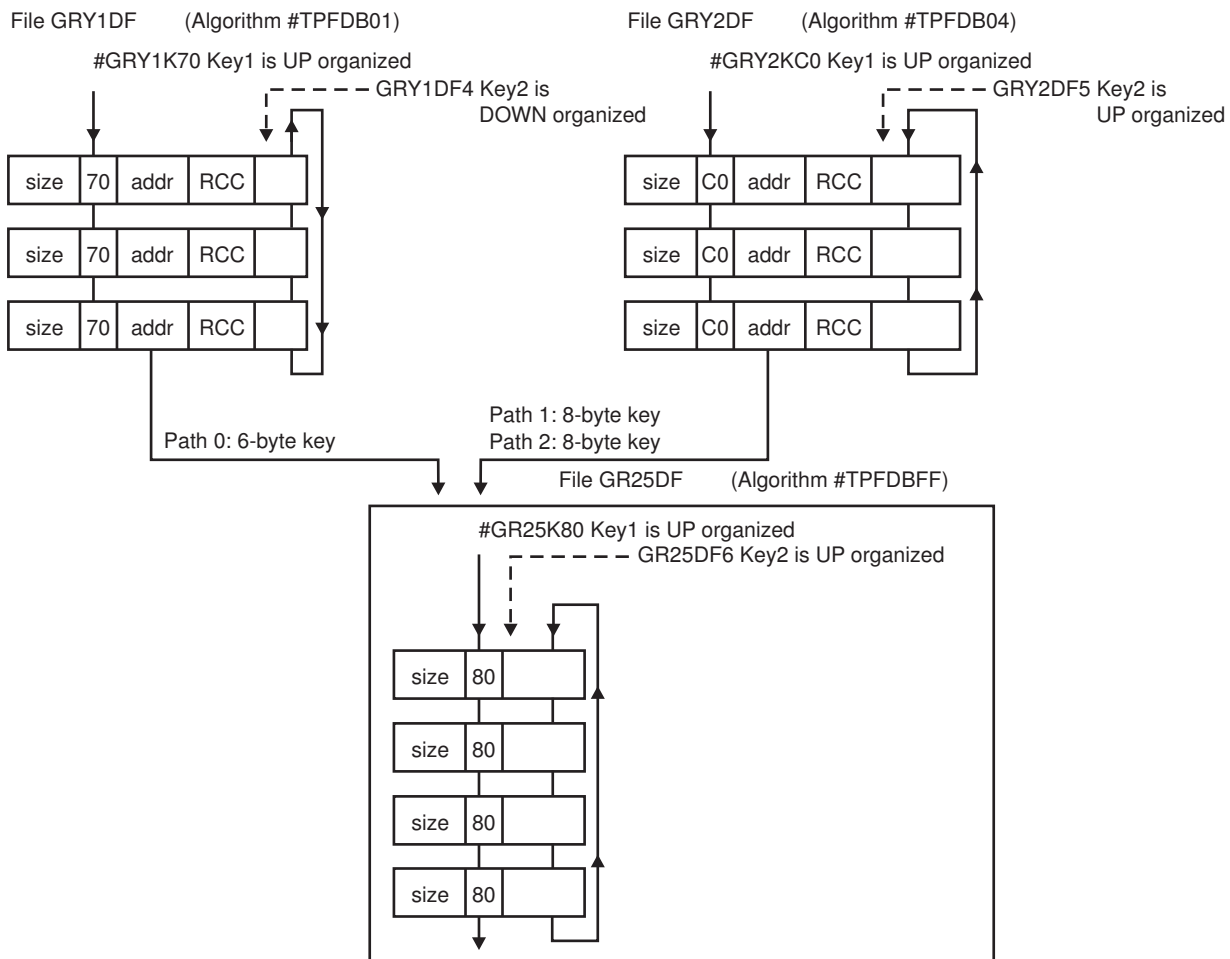 File GRY1DF (Algorithm #TPFDB01)
#GRY1K70 Key1 is UP organized
GRY1DF4 Key2 is
DOWN organized
size 70 addr RCC
size 70 addr RCC
size 70 addr RCC
File GRY2DF (Algorithm #TPFDB04)
#GRY2KC0 Key1 is UP organized
GRY2DF5 Key2 is
UP organized
size C0 addr RCC
size C0 addr RCC
size C0 addr RCC
Path 0: 6-byte key
Path 1: 8-byte key
Path 2: 8-byte key
File GR25DF (Algorithm #TPFDBFF)
#GR25K80 Key1 is UP organized
GR25DF6 Key2 is UP organized
size 80
size 80
size 80
size 80